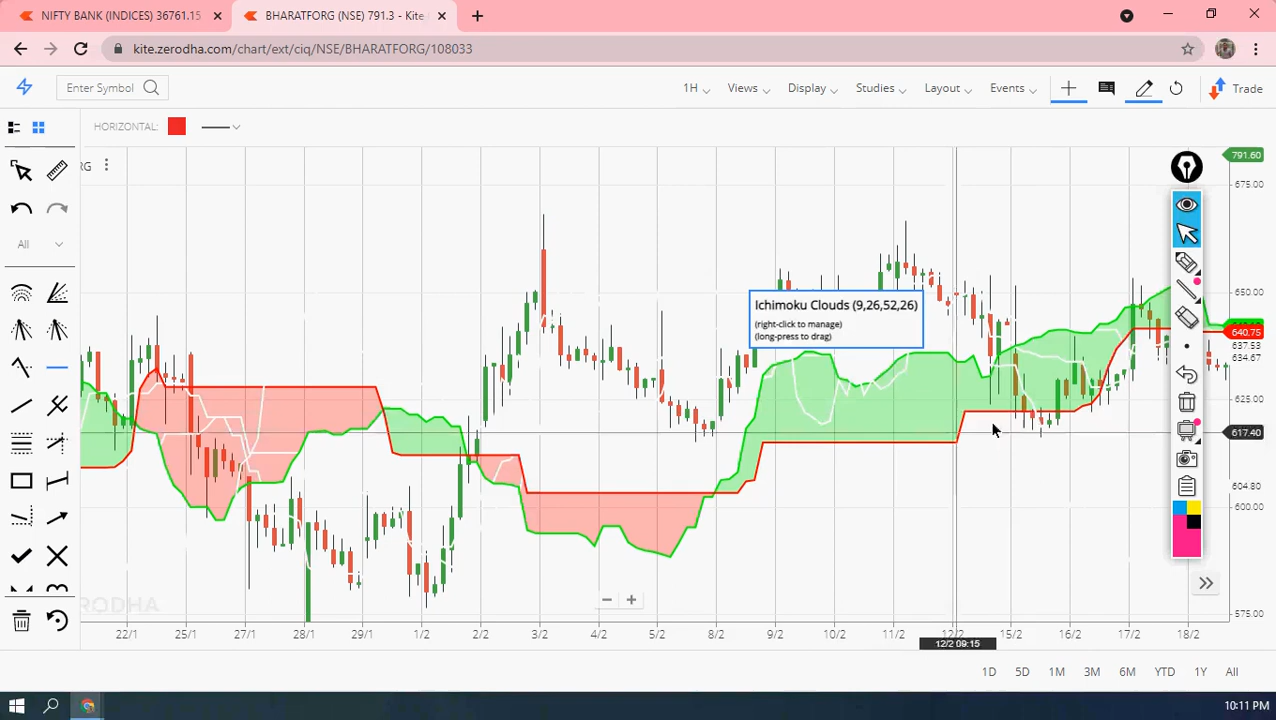 NIFTY BANK (INDICES) 36761.15
BHARATFORG (NSE) 791.3 - Kite
kite.zerodha.com/chart/ext/ciq/NSE/BHARATFORG/108033
Enter Symbol
1H
Views
Display
Studies
Layout
Events
Trade
HORIZONTAL:
RG
All
791.60
675.00
650.00
640.75
637.58
634.67
625.00
617.40
604.80
600.00
575.00
Ichimoku Clouds (9,26,52,26)
(right-click to manage)
(long-press to drag)
RODHA
22/1 25/1 27/1 28/1 29/1 1/2 2/2 3/2 4/2 5/2 8/2 9/2 10/2 11/2 12/2 15/2 16/2 17/2 18/2
12/2 09:15
1D 5D 1M 3M 6M YTD 1Y All
10:11 PM